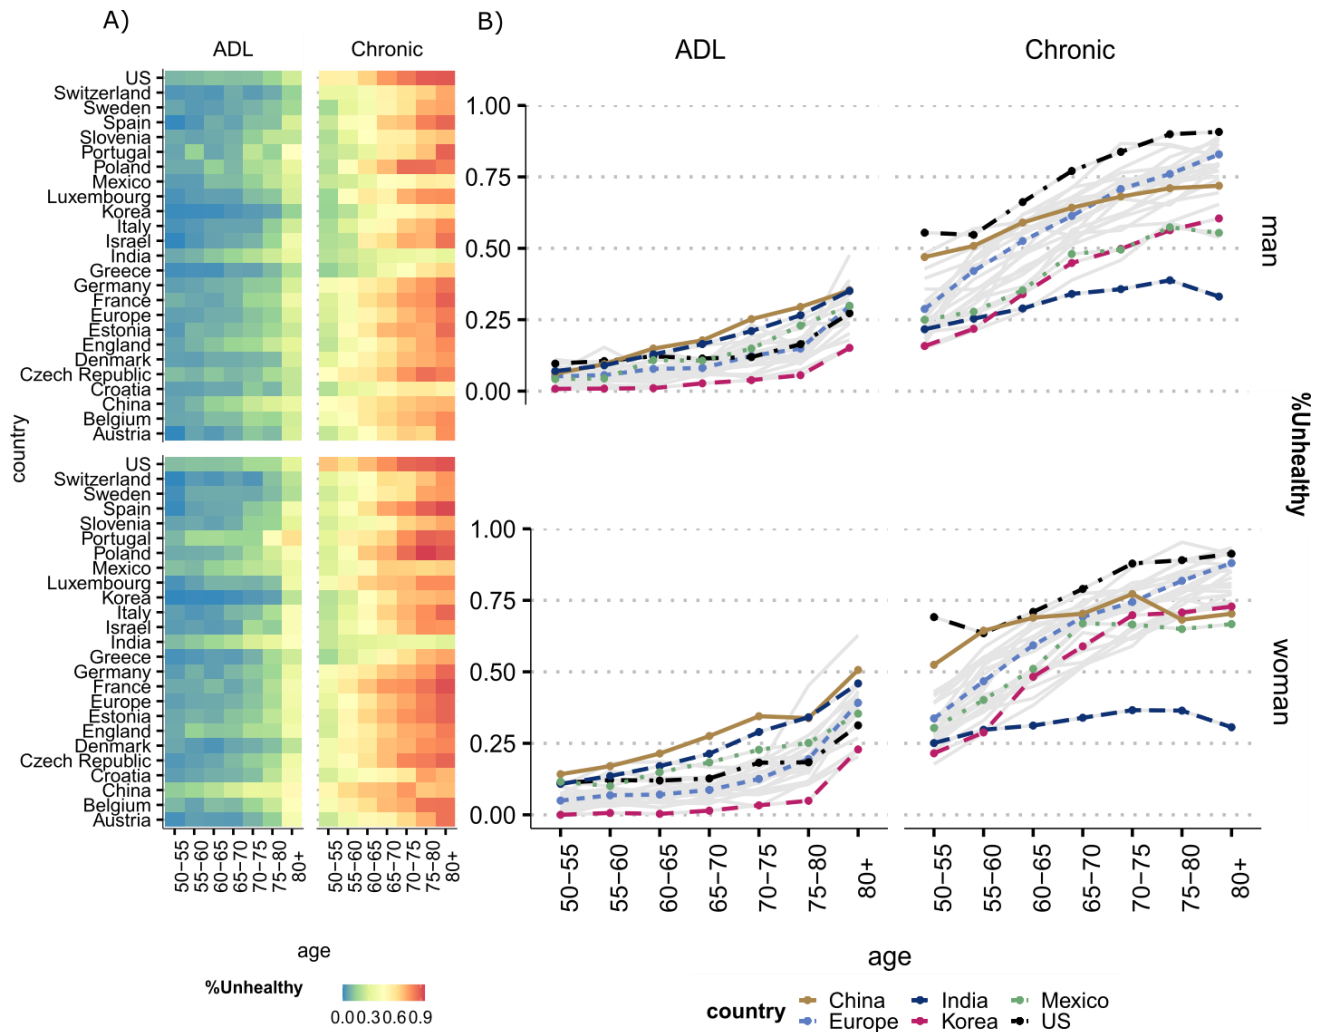 A)
B)
ADL
Chronic
ADL
Chronic
US
Switzerland
Sweden
Spain
Slovenia
Portugal
Poland
Mexico
Luxembourg
Korea
Italy
Israel
India
Greece
Germany
France
Europe
Estonia
England
Denmark
Czech Republic
Croatia
China
Belgium
Austria
US
Switzerland
Sweden
Spain
Slovenia
Portugal
Poland
Mexico
Luxembourg
Korea
Italy
Israel
India
Greece
Germany
France
Europe
Estonia
England
Denmark
Czech Republic
Croatia
China
Belgium
Austria
country
50−55
55−60
60−65
65−70
70−75
75−80
80+
50−55
55−60
60−65
65−70
70−75
75−80
80+
age
%Unhealthy
0.00.30.60.9
1.00
0.75
0.50
0.25
0.00
man
1.00
0.75
0.50
0.25
0.00
woman
%Unhealthy
50−55
55−60
60−65
65−70
70−75
75−80
80+
50−55
55−60
60−65
65−70
70−75
75−80
80+
age
country
China
India
Mexico
Europe
Korea
US